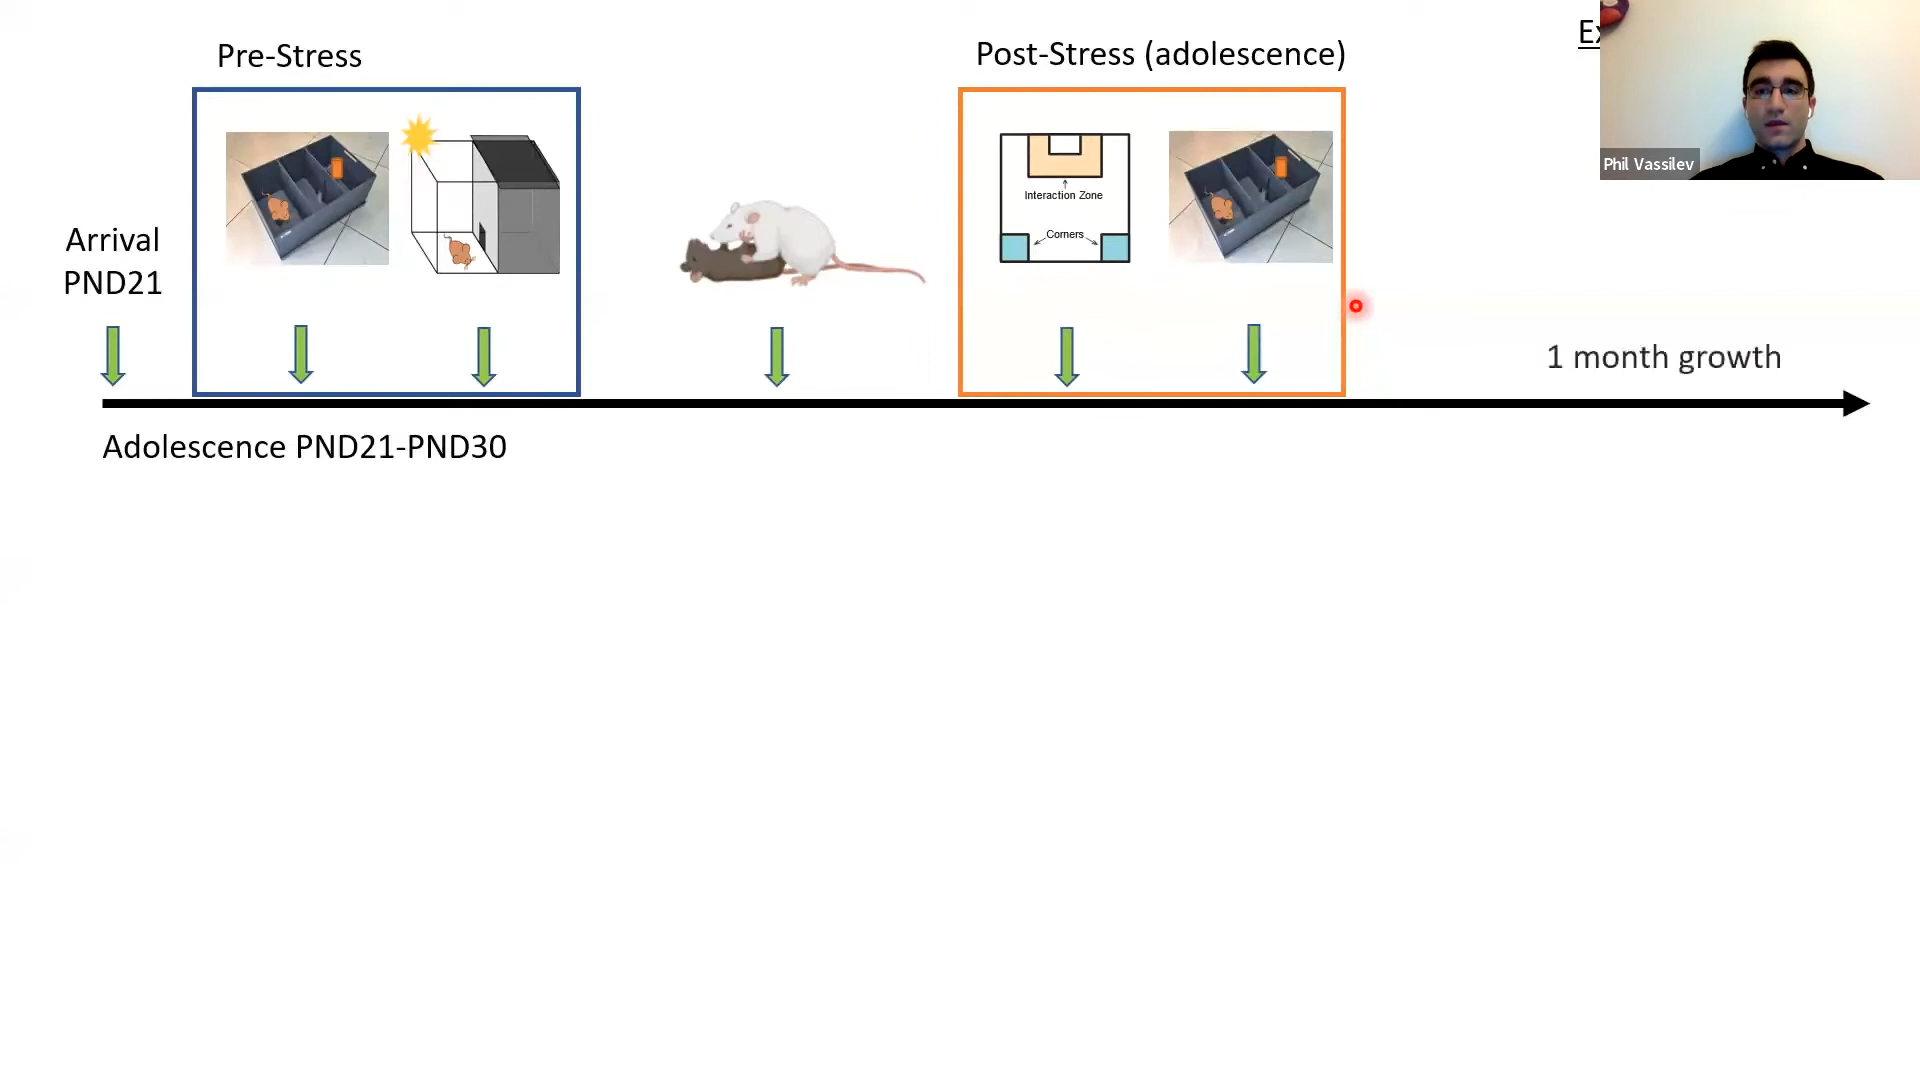 Pre-Stress
Post-Stress (adolescence)
Phil Vassilev
Arrival
PND21
Interaction Zone
Corners
1 month growth
Adolescence PND21-PND30